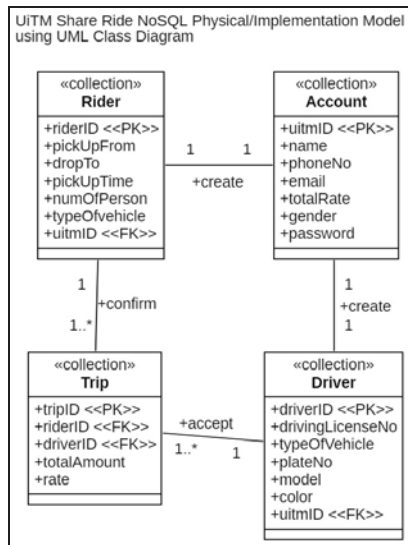 UiTM Share Ride NoSQL Physical/Implementation Model
using UML Class Diagram
«collection»
Rider
+riderID <<PK>>
+pickUpFrom
+dropTo
+pickUpTime
+numOfPerson
+typeOfvehicle
+uitmID <<FK>>
1
1
+create
«collection»
Account
+uitmID <<PK>>
+name
+phoneNo
+email
+totalRate
+gender
+password
1
+confirm
1..*
1
+create
1
«collection»
Trip
+tripID <<PK>>
+riderID <<FK>>
+driverID <<FK>>
+totalAmount
+rate
+accept
1..*
1
«collection»
Driver
+driverID <<PK>>
+drivingLicenseNo
+typeOfVehicle
+plateNo
+model
+color
+uitmID <<FK>>